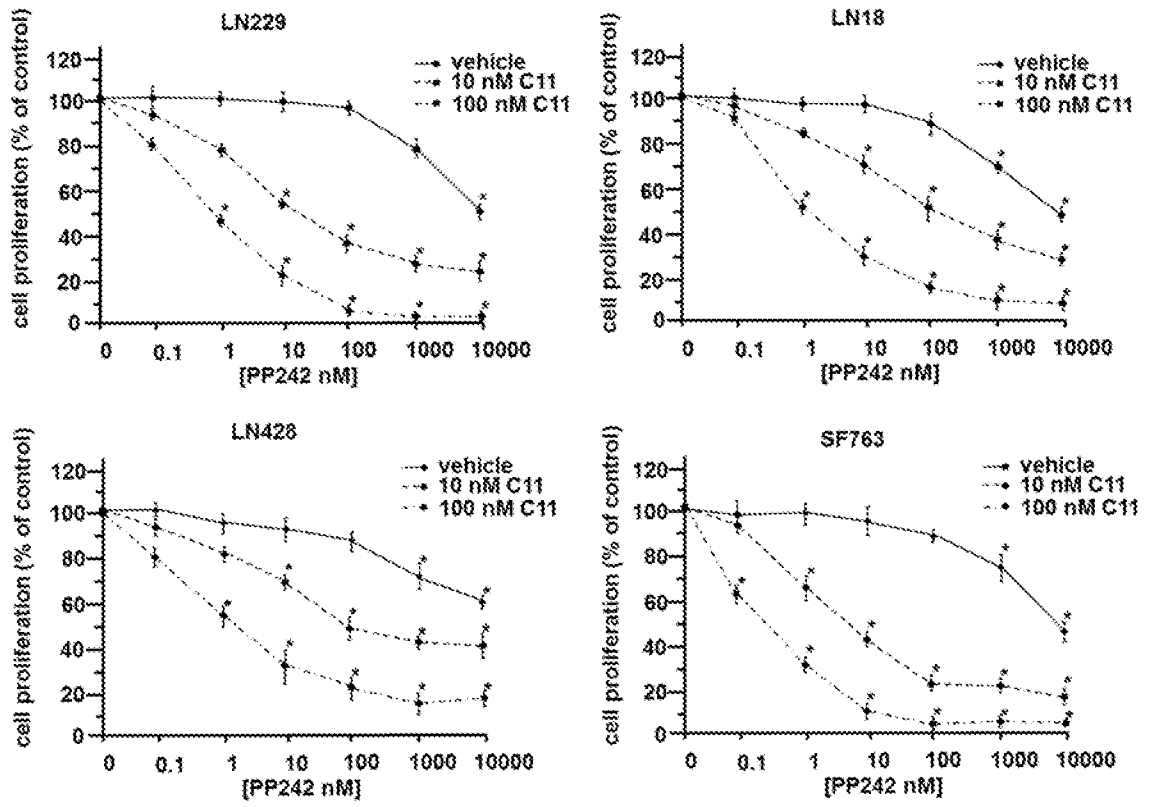 LN229
cell proliferation (% of control)
120
100
80
60
40
20
0
vehicle
10 nM C11
100 nM C11
0 0.1 1 10 100 1000 10000
[PP242 nM]
LN18
cell proliferation (% of control)
120
100
80
60
40
20
0
vehicle
10 nM C11
100 nM C11
0 0.1 1 10 100 1000 10000
[PP242 nM]
LN428
cell proliferation (% of control)
120
100
80
60
40
20
0
vehicle
10 nM C11
100 nM C11
0 0.1 1 10 100 1000 10000
[PP242 nM]
SF763
cell proliferation (% of control)
120
100
80
60
40
20
0
vehicle
10 nM C11
100 nM C11
0 0.1 1 10 100 1000 10000
[PP242 nM]